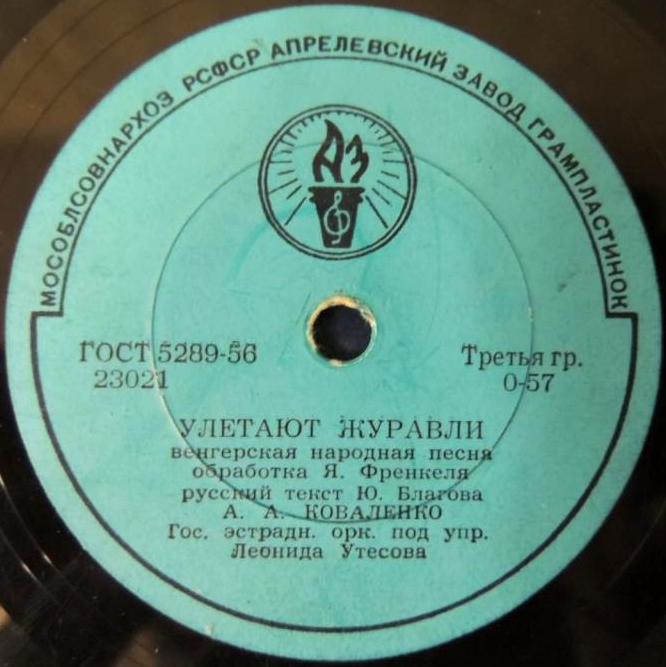 МОСОБЛСОВНАРХОЗ РСФСР АПРЕЛЕВСКИЙ ЗАВОД ГРАМПЛАСТИНОК
АЗ
ГОСТ 5289-56
23021
Третья гр.
0-57
УЛЕТАЮТ ЖУРАВЛИ
венгерская народная песня
обработка Я. Френкеля
русский текст Ю. Благова
А. А. КОВАЛЕНКО
Гос. эстрадн. орк. под упр.
Леонида Утесова